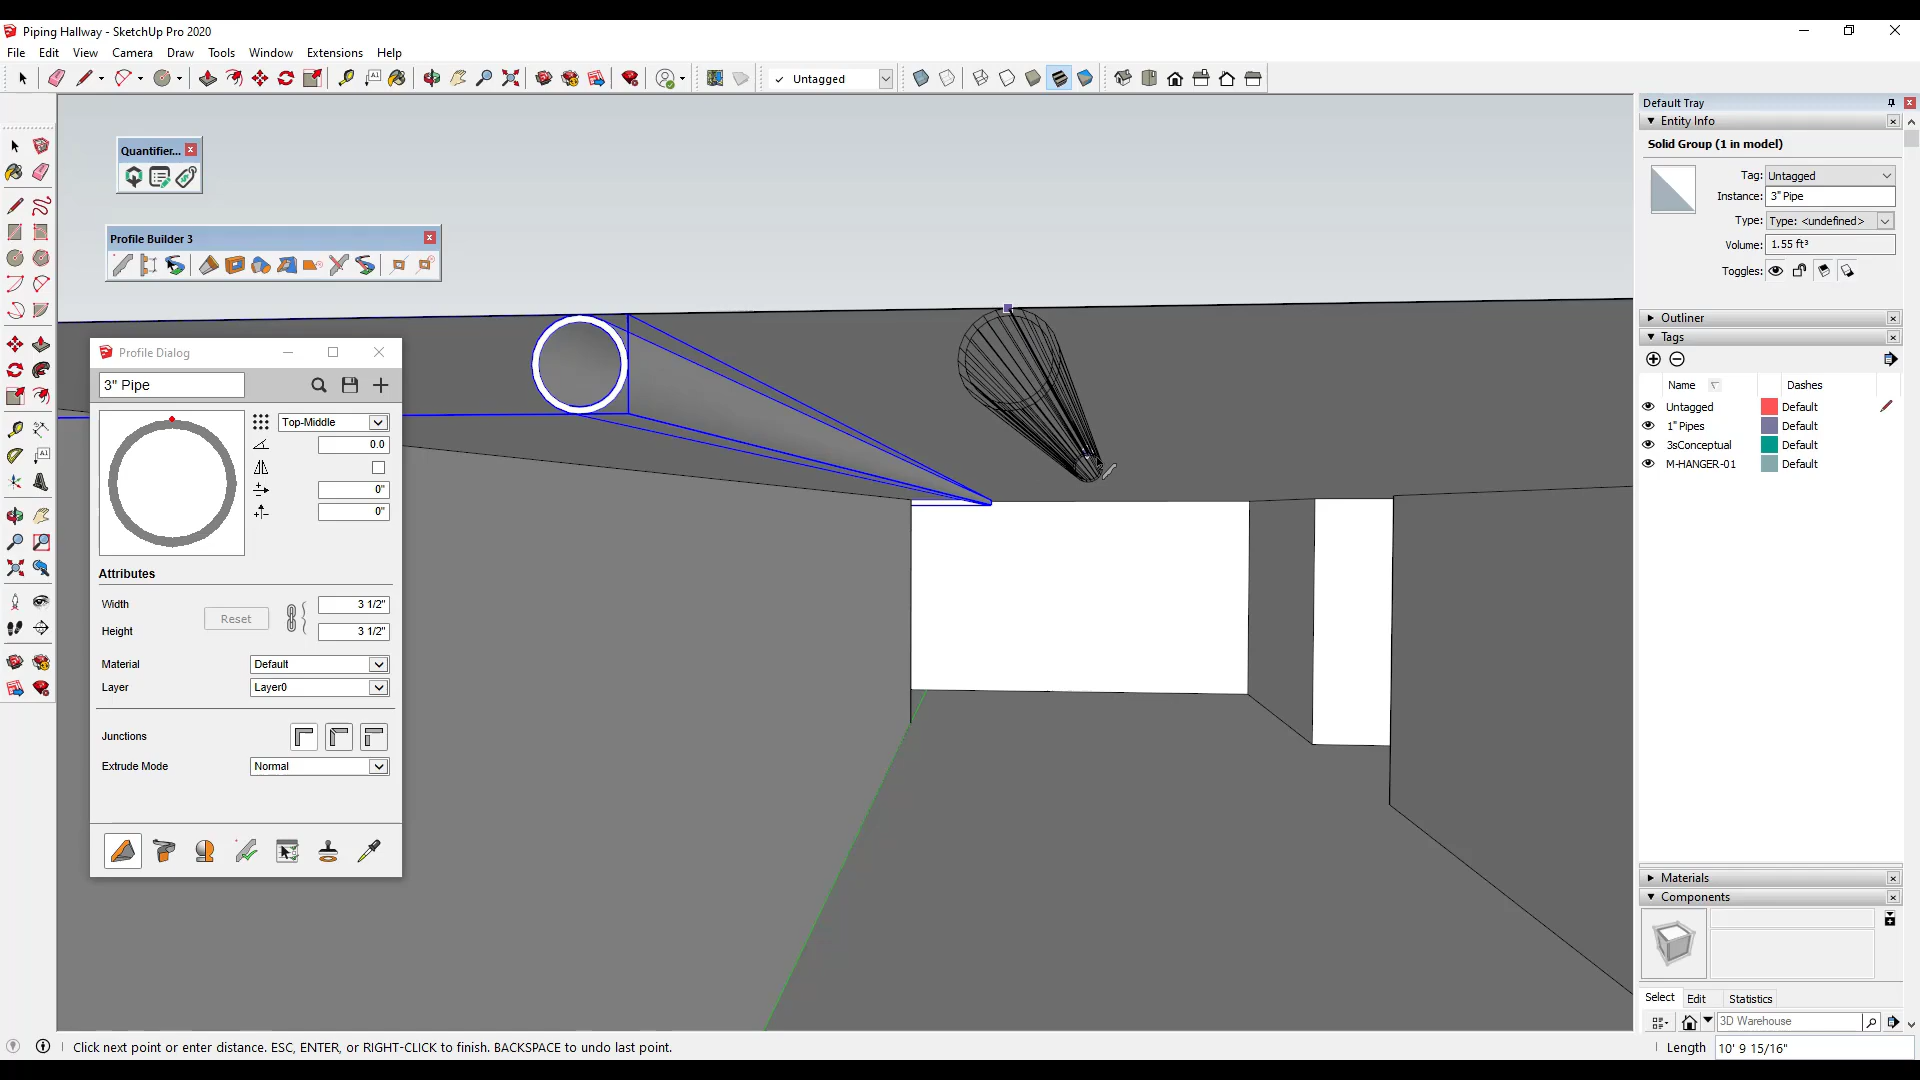 Piping Hallway - SketchUp Pro 2020
File Edit View Camera Draw Tools Window Extensions Help
Untagged
Default Tray
Entity Info
Solid Group (1 in model)
Tag: Untagged
Instance: 3" Pipe
Type: Type: <undefined>
Volume: 1.55 ft³
Toggles:
Outliner
Tags
Name Dashes
Untagged Default
1" Pipes Default
3sConceptual Default
M-HANGER-01 Default
Materials
Components
Select Edit Statistics
3D Warehouse
Quantifier...
Profile Builder 3
Profile Dialog
3" Pipe
Top-Middle
0.0
0"
0"
Attributes
Width 3 1/2"
Reset
Height 3 1/2"
Material Default
Layer Layer0
Junctions
Extrude Mode Normal
Click next point or enter distance. ESC, ENTER, or RIGHT-CLICK to finish. BACKSPACE to undo last point.
Length 10' 9 15/16"